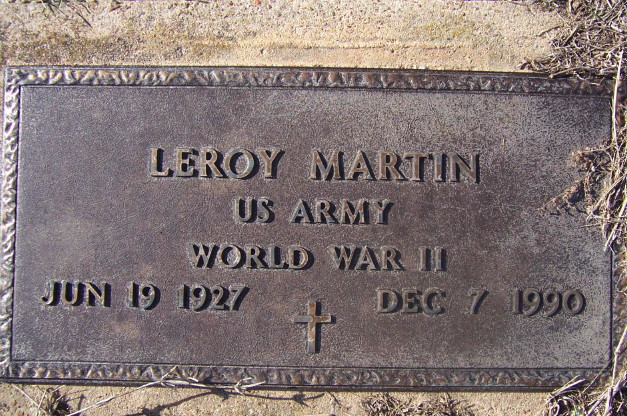 LEROY MARTIN
US ARMY
WORLD WAR II
JUN 19 1927 DEC 7 1990